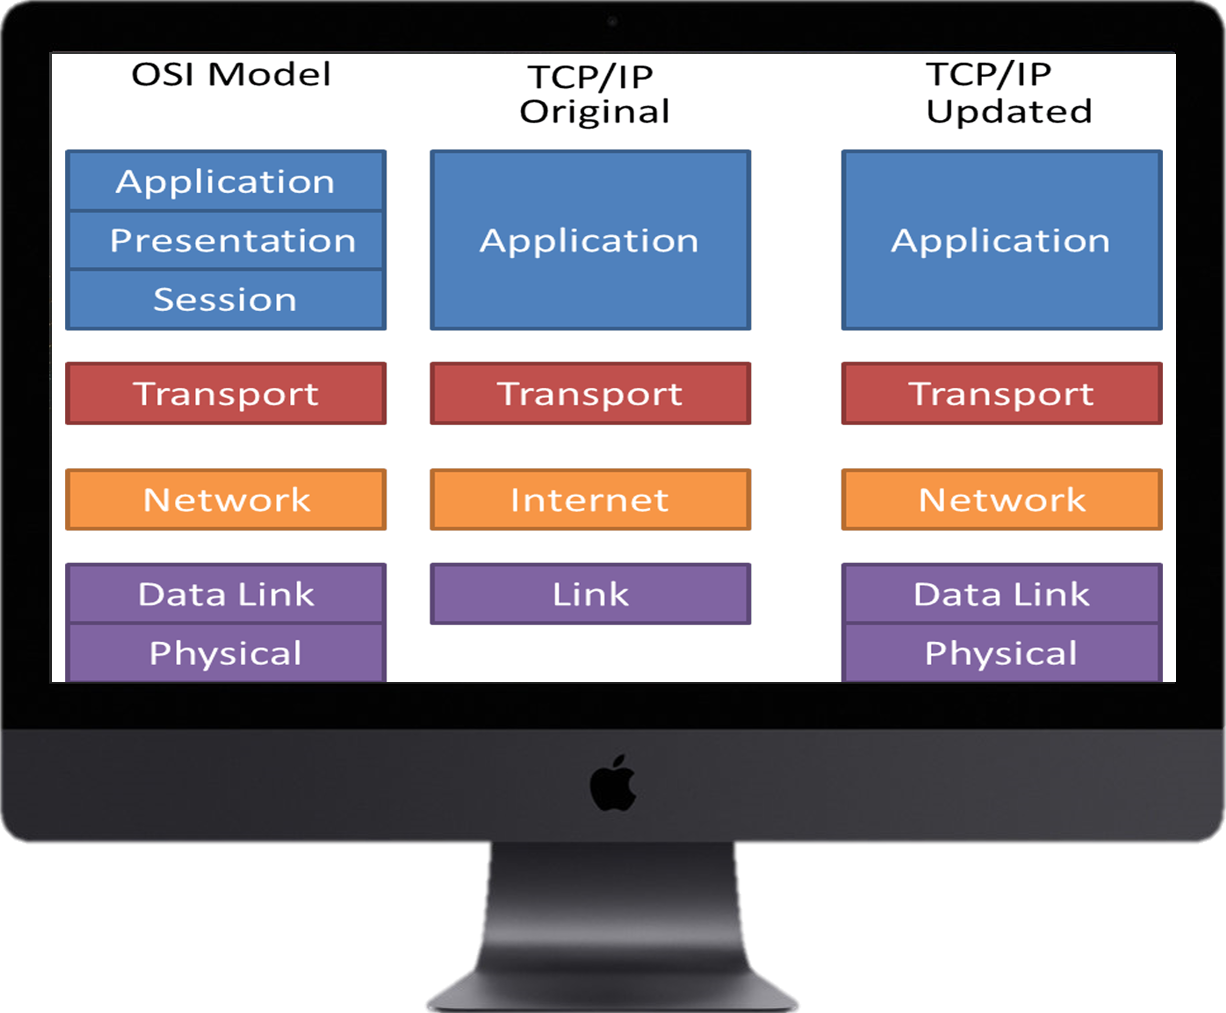 OSI Model
Application
Presentation
Session
Transport
Network
Data Link
Physical
TCP/IP
Original
Application
Transport
Internet
Link
TCP/IP
Updated
Application
Transport
Network
Data Link
Physical